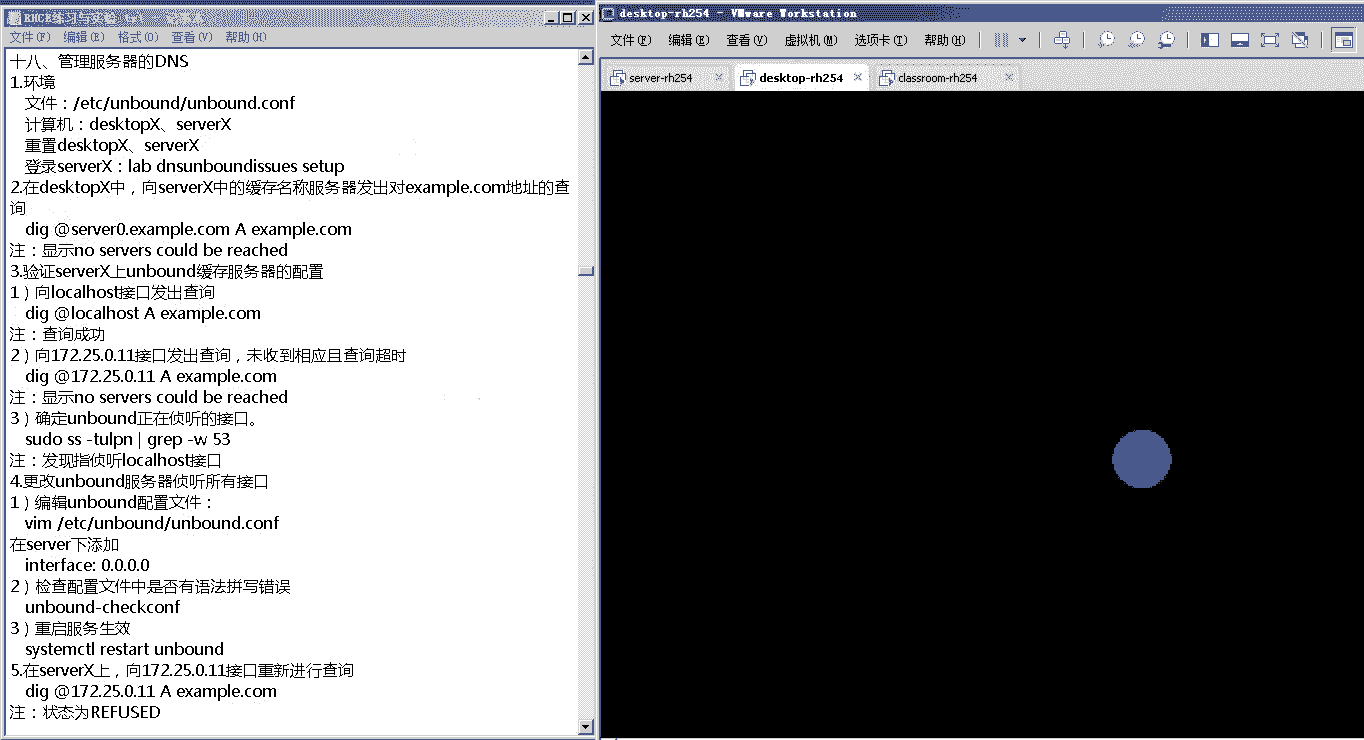 RHCE练习与实验.txt - 记事本
文件(F) 编辑(E) 格式(O) 查看(V) 帮助(H)
十八、管理服务器的DNS
1.环境
文件：/etc/unbound/unbound.conf
计算机：desktopX、serverX
重置desktopX、serverX
登录serverX：lab dnsunboundissues setup
2.在desktopX中，向serverX中的缓存名称服务器发出对example.com地址的查
询
dig @server0.example.com A example.com
注：显示no servers could be reached
3.验证serverX上unbound缓存服务器的配置
1）向localhost接口发出查询
dig @localhost A example.com
注：查询成功
2）向172.25.0.11接口发出查询，未收到相应且查询超时
dig @172.25.0.11 A example.com
注：显示no servers could be reached
3）确定unbound正在侦听的接口。
sudo ss -tulpn | grep -w 53
注：发现指侦听localhost接口
4.更改unbound服务器侦听所有接口
1）编辑unbound配置文件：
vim /etc/unbound/unbound.conf
在server下添加
interface: 0.0.0.0
2）检查配置文件中是否有语法拼写错误
unbound-checkconf
3）重启服务生效
systemctl restart unbound
5.在serverX上，向172.25.0.11接口重新进行查询
dig @172.25.0.11 A example.com
注：状态为REFUSED
desktop-rh254 - VMware Workstation
文件(F) 编辑(E) 查看(V) 虚拟机(M) 选项卡(T) 帮助(H)
server-rh254 desktop-rh254 classroom-rh254